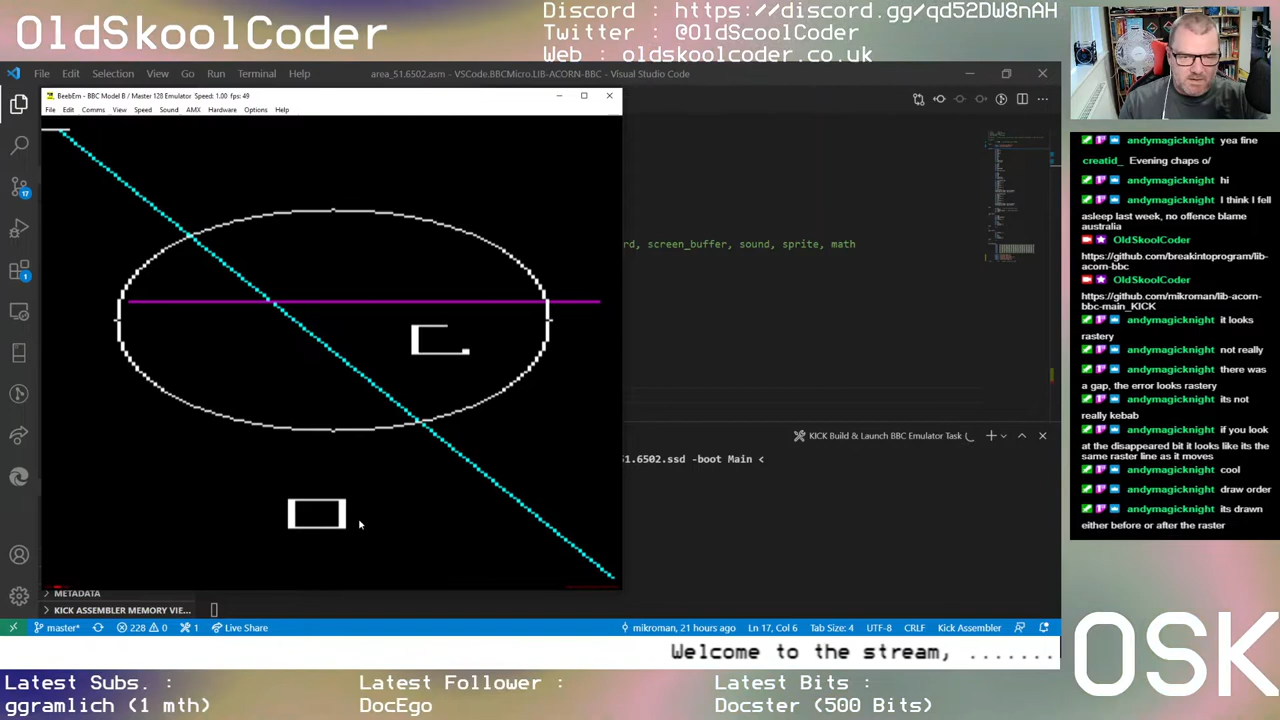 OldSkoolCoder
Discord : https://discord.gg/qd52DW8nAH
Twitter : @OldScoolCoder
Web : oldskoolcoder.co.uk
File Edit Selection View Go Run Terminal Help
area_51.6502.asm - VSCode.BBCMicro.LIB-ACORN-BBC - Visual Studio Code
BeebEm - BBC Model B / Master 128 Emulator Speed: 1.00 fps: 49
File Edit Comms View Speed Sound AMX Hardware Options Help
rd, screen_buffer, sound, sprite, math
KICK Build & Launch BBC Emulator Task
51.6502.ssd -boot Main <
17
1
METADATA
KICK ASSEMBLER MEMORY VIE...
master* 228 0 1 Live Share
mikroman, 21 hours ago Ln 17, Col 6 Tab Size: 4 UTF-8 CRLF Kick Assembler
andymagicknight yea fine
creatid_ Evening chaps o/
andymagicknight hi
andymagicknight I think I fell
asleep last week, no offence blame
australia
OldSkoolCoder
https://github.com/breakintoprogram/lib-
acorn-bbc
OldSkoolCoder
https://github.com/mikroman/lib-acorn-
bbc-main_KICK
andymagicknight it looks
rastery
andymagicknight not really
andymagicknight there was
a gap, the error looks rastery
andymagicknight its not
really kebab
andymagicknight if you look
at the disappeared bit it looks like its the
same raster line as it moves
andymagicknight cool
andymagicknight draw order
andymagicknight its drawn
either before or after the raster
OSK
Welcome to the stream, .......
Latest Subs. :
ggramlich (1 mth)
Latest Follower :
DocEgo
Latest Bits :
Docster (500 Bits)